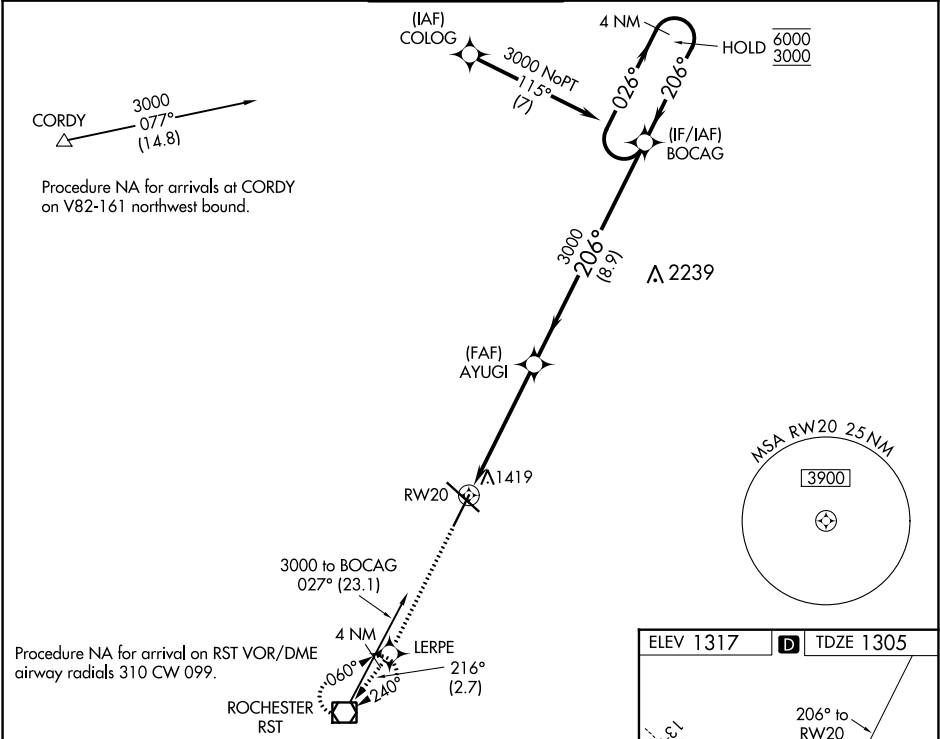 (IAF)
COLOG
3000 NoPT
115°
(7)
4 NM
HOLD
6000
3000
026°
206°
(IF/IAF)
BOCAG
CORDY
3000
077°
(14.8)
Procedure NA for arrivals at CORDY
on V82-161 northwest bound.
3000
206°
(8.9)
2239
(FAF)
AYUGI
MSA RW20 25 NM
3900
RW20
1419
3000 to BOCAG
027° (23.1)
4 NM
LERPE
Procedure NA for arrival on RST VOR/DME
airway radials 310 CW 099.
060°
240°
216°
(2.7)
ROCHESTER
RST
ELEV 1317
D
TDZE 1305
206° to
RW20